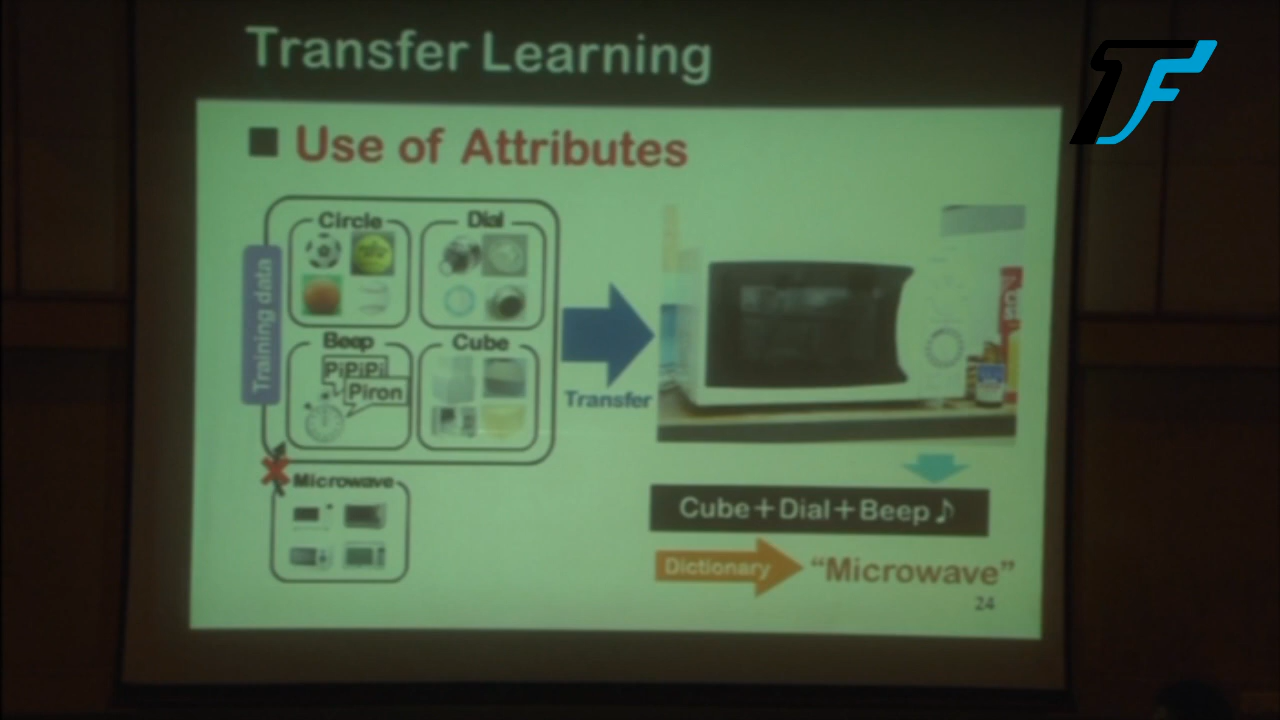 Transfer Learning
Use of Attributes
Circle
Dial
Training data
Beep
Cube
PiPiPi
Piron
Transfer
Microwave
Cube+Dial+Beep♪
Dictionary
“Microwave”
24
TF